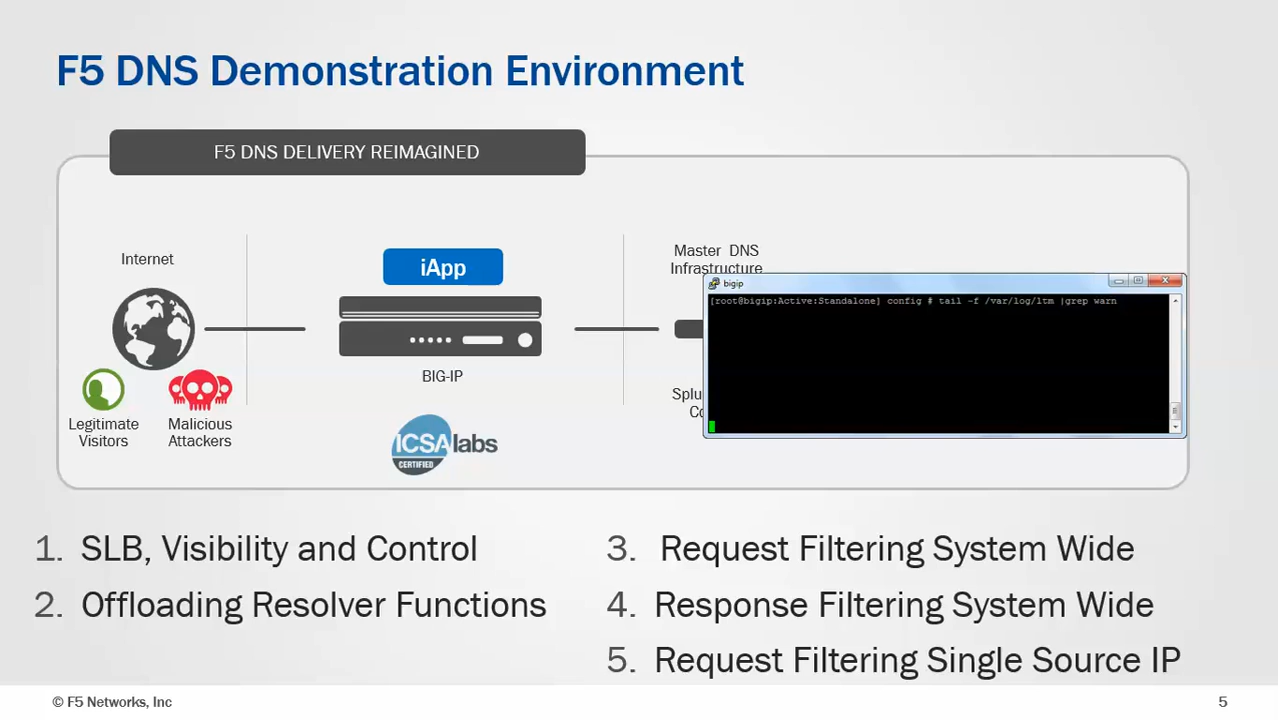 F5 DNS Demonstration Environment
F5 DNS DELIVERY REIMAGINED
Internet
iApp
Master DNS
Infrastructure
bigip
[root@bigip:Active:Standalone] config # tail -f /var/log/ltm |grep warn
BIG-IP
Legitimate
Visitors
Malicious
Attackers
ICSAlabs
CERTIFIED
1. SLB, Visibility and Control
2. Offloading Resolver Functions
3. Request Filtering System Wide
4. Response Filtering System Wide
5. Request Filtering Single Source IP
© F5 Networks, Inc
5